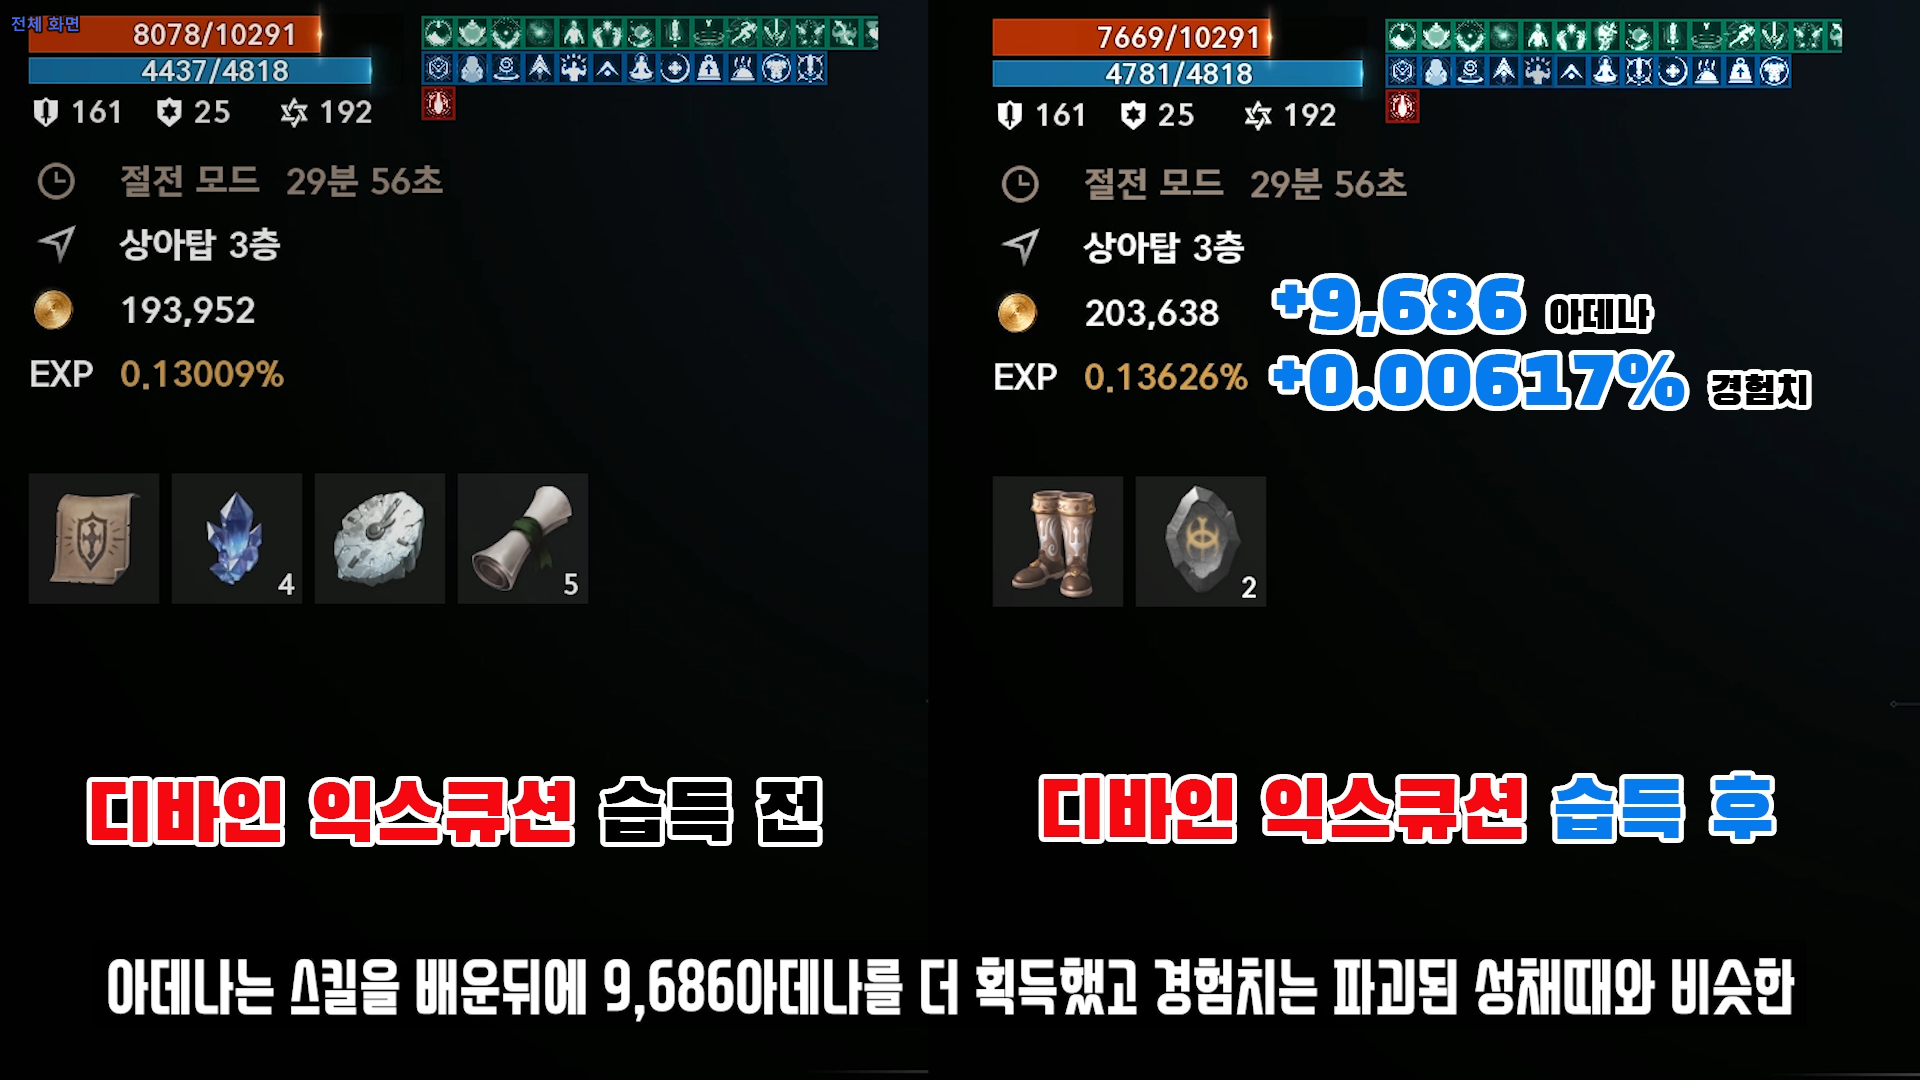 전체 화면
8078/10291
4437/4818
161 25 192
절전 모드 29분 56초
상아탑 3층
193,952
EXP 0.13009%
4
5
디바인 익스큐션 습득 전
7669/10291
4781/4818
161 25 192
절전 모드 29분 56초
상아탑 3층
203,638 +9,686 아데나
EXP 0.13626% +0.00617% 경험치
2
디바인 익스큐션 습득 후
아데나는 스킬을 배운뒤에 9,686아데나를 더 획득했고 경험치는 파괴된 성채때와 비슷한